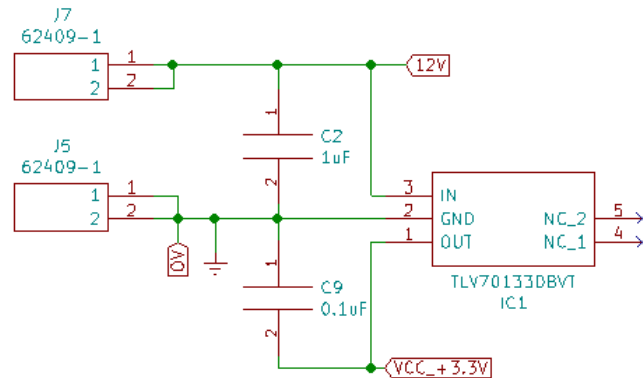 J7
62409-1
1 1
2 2
12V
1
C2
1uF
2
J5
62409-1
1 1
2 2
3 IN
2 GND NC_2 5
1 OUT NC_1 4
0V
TLV70133DBVT
IC1
1
C9
0.1uF
2
VCC_+3.3V